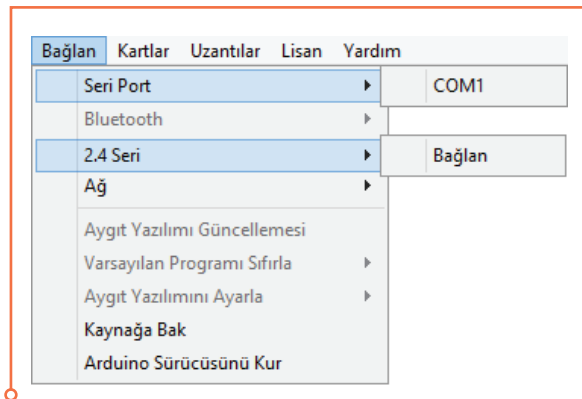 Bağlan Kartlar Uzantılar Lisan Yardım
Seri Port COM1
Bluetooth
2.4 Seri Bağlan
Ağ
Aygıt Yazılımı Güncellemesi
Varsayılan Programı Sıfırla
Aygıt Yazılımını Ayarla
Kaynağa Bak
Arduino Sürücüsünü Kur